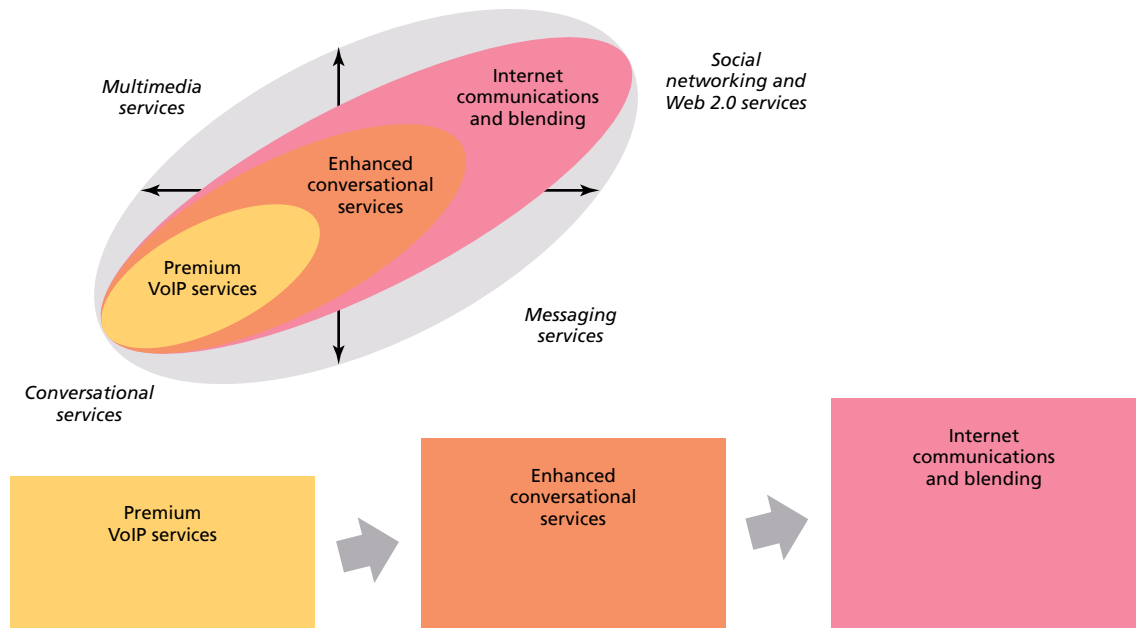 Multimedia
services
Internet
communications
and blending
Social
networking and
Web 2.0 services
Enhanced
conversational
services
Premium
VoIP services
Messaging
services
Conversational
services
Premium
VoIP services
Enhanced
conversational
services
Internet
communications
and blending